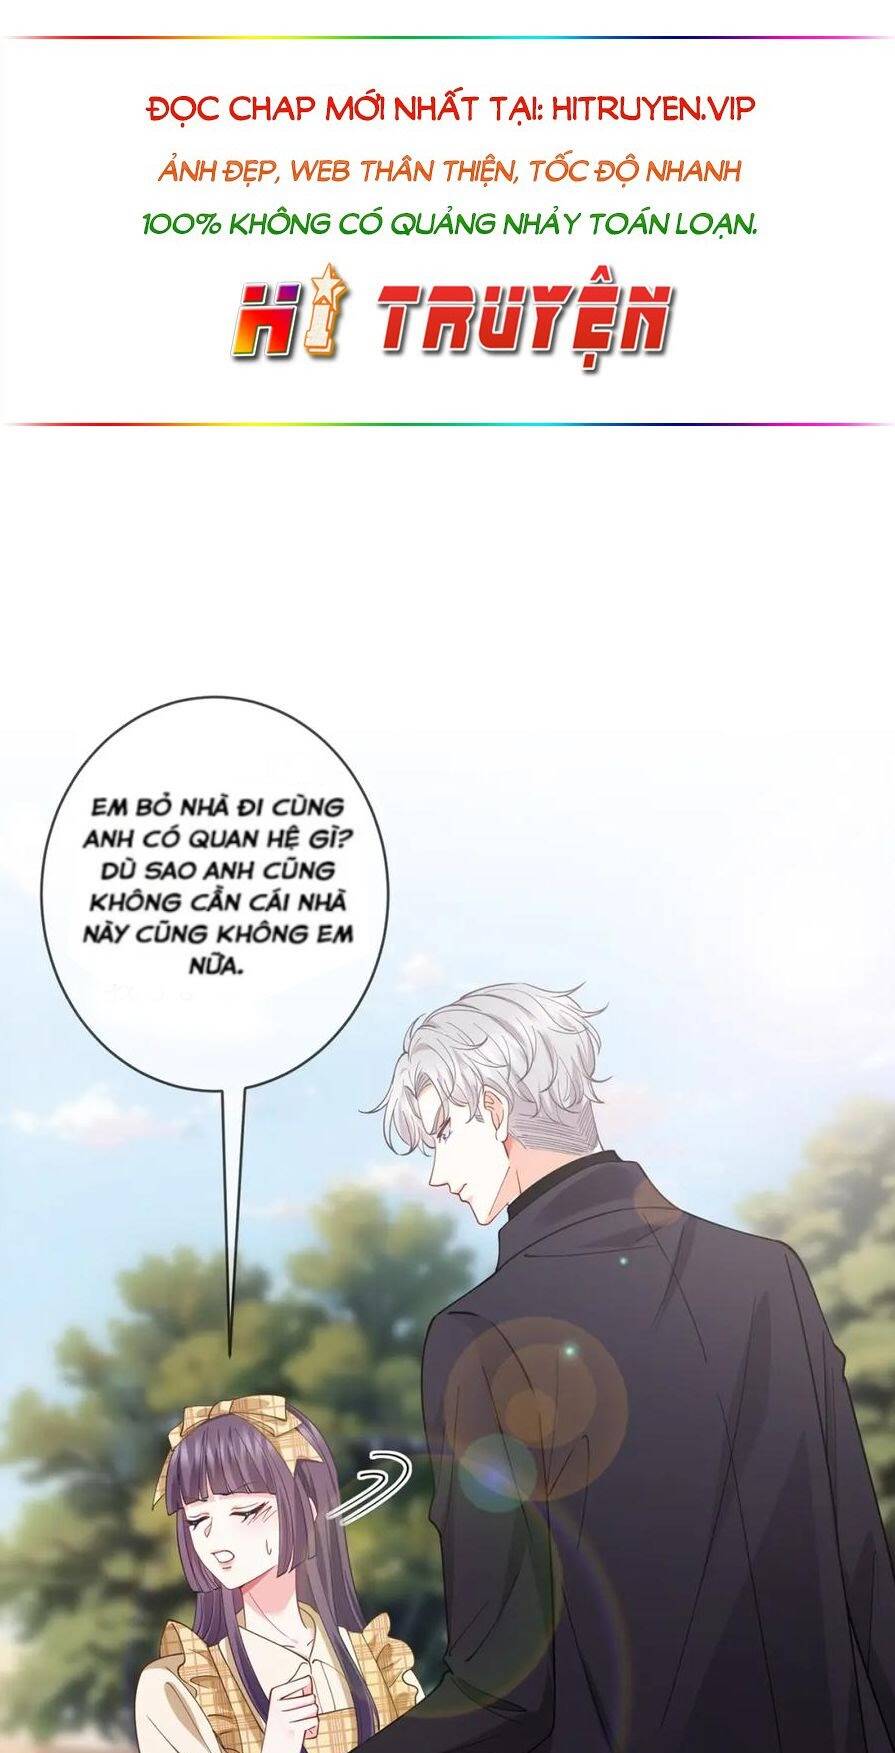 ĐỌC CHAP MỚI NHẤT TẠI: HITRUYEN.VIP
ẢNH ĐẸP, WEB THÂN THIỆN, TỐC ĐỘ NHANH
100% KHÔNG CÓ QUẢNG NHẢY TOÁN LOẠN.
HI TRUYỆN
EM BỎ NHÀ ĐI CÙNG
ANH CÓ QUAN HỆ GÌ?
DÙ SAO ANH CŨNG
KHÔNG CẦN CÁI NHÀ
NÀY CŨNG KHÔNG EM
NỮA.